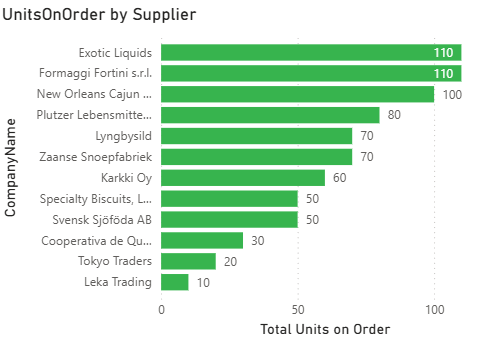 UnitsOnOrder by Supplier
CompanyName
Exotic Liquids 110
Formaggi Fortini s.r.l. 110
New Orleans Cajun ... 100
Plutzer Lebensmitte... 80
Lyngbysild 70
Zaanse Snoepfabriek 70
Karkki Oy 60
Specialty Biscuits, L... 50
Svensk Sjöföda AB 50
Cooperativa de Qu... 30
Tokyo Traders 20
Leka Trading 10
0 50 100
Total Units on Order